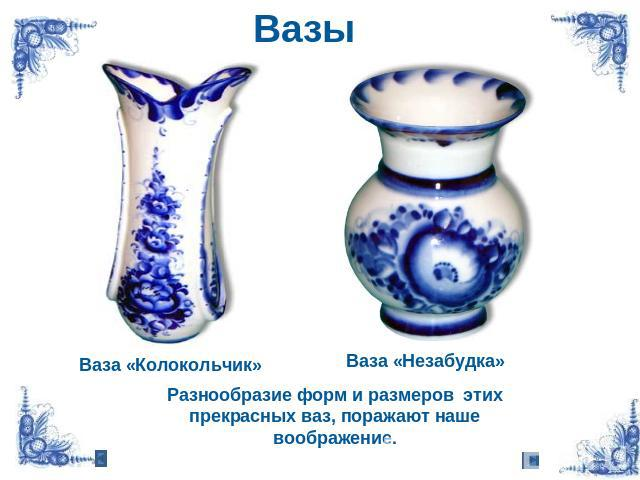 Вазы
Ваза «Колокольчик»
Ваза «Незабудка»
Разнообразие форм и размеров этих
прекрасных ваз, поражают наше
воображение.